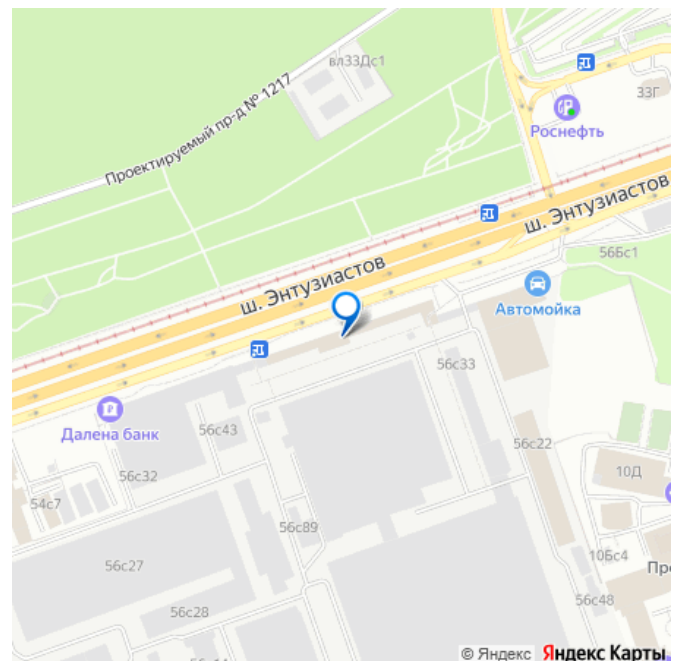 вл33Дс1
Проектируемый пр-д № 1217
33Г
Роснефть
ш. Энтузиастов
ш. Энтузиастов
56Бс1
Автомойка
56с33
Далена банк
56с43
56с22
56с32
10Д
54с7
56с89
10Бс4
56с27
Про
56с48
56с28
© Яндекс Яндекс Карты